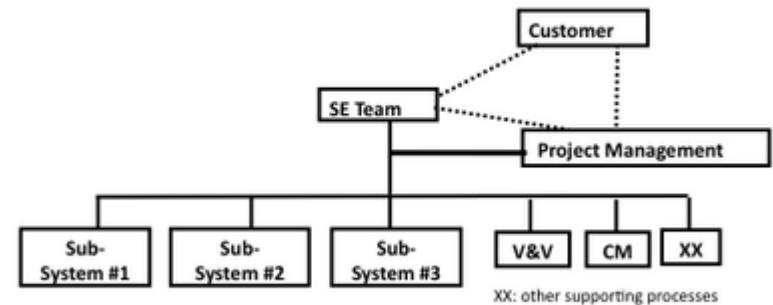 Customer
SE Team
Project Management
Sub-
System #1
Sub-
System #2
Sub-
System #3
V&V
CM
XX
XX: other supporting processes